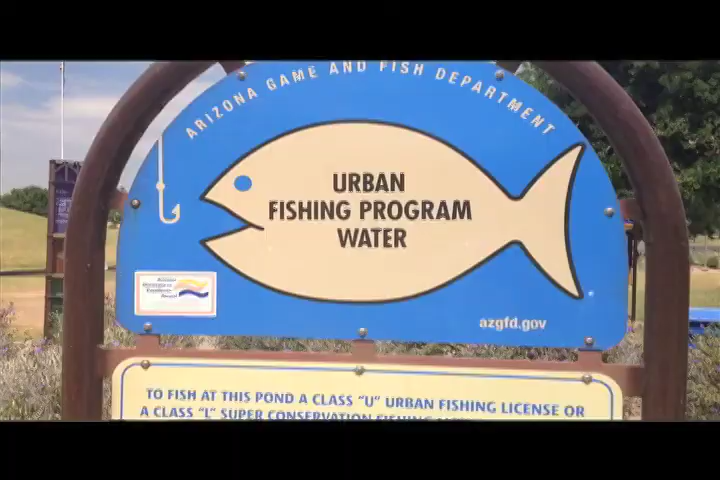 ARIZONA GAME AND FISH DEPARTMENT
URBAN
FISHING PROGRAM
WATER
azgfd.gov
TO FISH AT THIS POND A CLASS "U" URBAN FISHING LICENSE OR
A CLASS "L" SUPER CONSERVATION FISHING